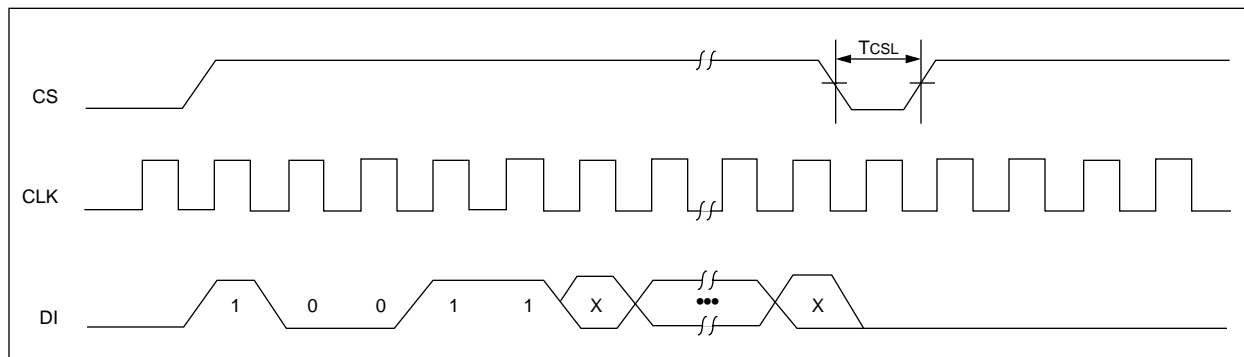 TCSL
CS
CLK
DI
1 0 0 1 1 X ••• X